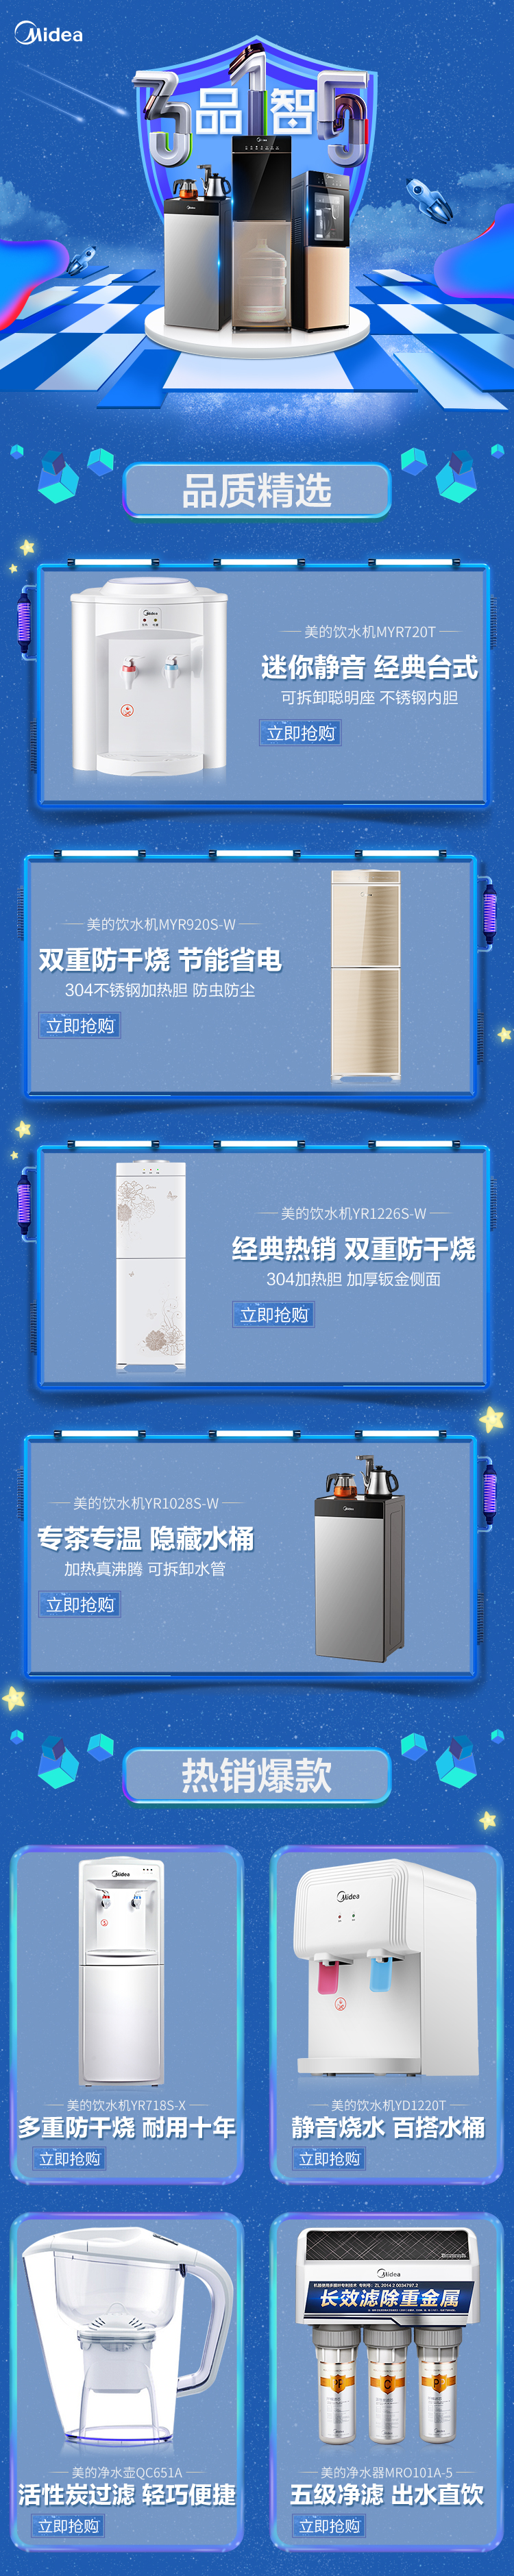 Midea
315
品智
品质精选
美的饮水机MYR720T
迷你静音 经典台式
可拆卸聪明座 不锈钢内胆
立即抢购
美的饮水机MYR920S-W
双重防干烧 节能省电
304不锈钢加热胆 防虫防尘
立即抢购
美的饮水机YR1226S-W
经典热销 双重防干烧
304加热胆 加厚钣金侧面
立即抢购
美的饮水机YR1028S-W
专茶专温 隐藏水桶
加热真沸腾 可拆卸水管
立即抢购
热销爆款
Midea
美的饮水机YR718S-X
多重防干烧 耐用十年
立即抢购
Midea
美的饮水机YD1220T
静音烧水 百搭水桶
立即抢购
美的净水壶QC651A
活性炭过滤 轻巧便捷
立即抢购
Midea
长效滤除重金属
美的净水器MRO101A-5
五级净滤 出水直饮
立即抢购